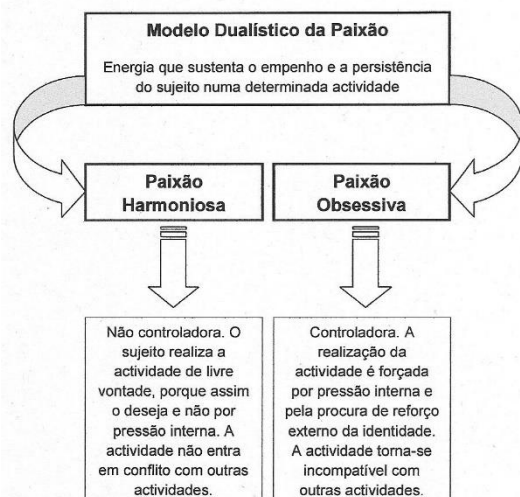 Modelo Dualístico da Paixão
Energia que sustenta o empenho e a persistência
do sujeito numa determinada actividade
Paixão
Harmoniosa
Paixão
Obsessiva
Não controladora. O
sujeito realiza a
actividade de livre
vontade, porque assim
o deseja e não por
pressão interna. A
actividade não entra
em conflito com outras
actividades.
Controladora. A
realização da
actividade é forçada
por pressão interna e
pela procura de reforço
externo da identidade.
A actividade torna-se
incompatível com
outras actividades.